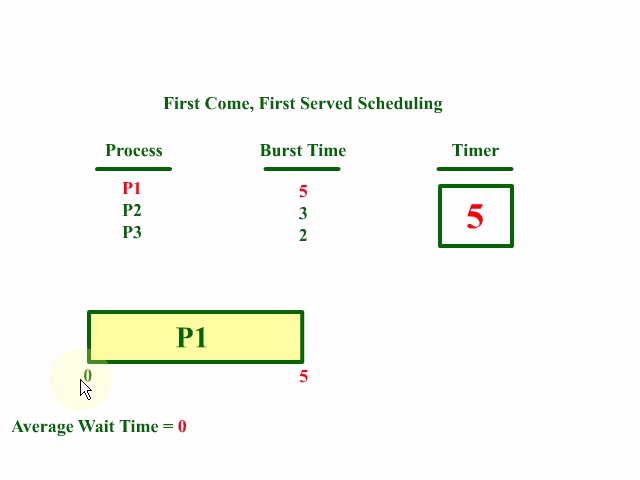 First Come, First Served Scheduling
Process Burst Time Timer
P1 5
P2 3
P3 2
5
P1
0 5
Average Wait Time = 0